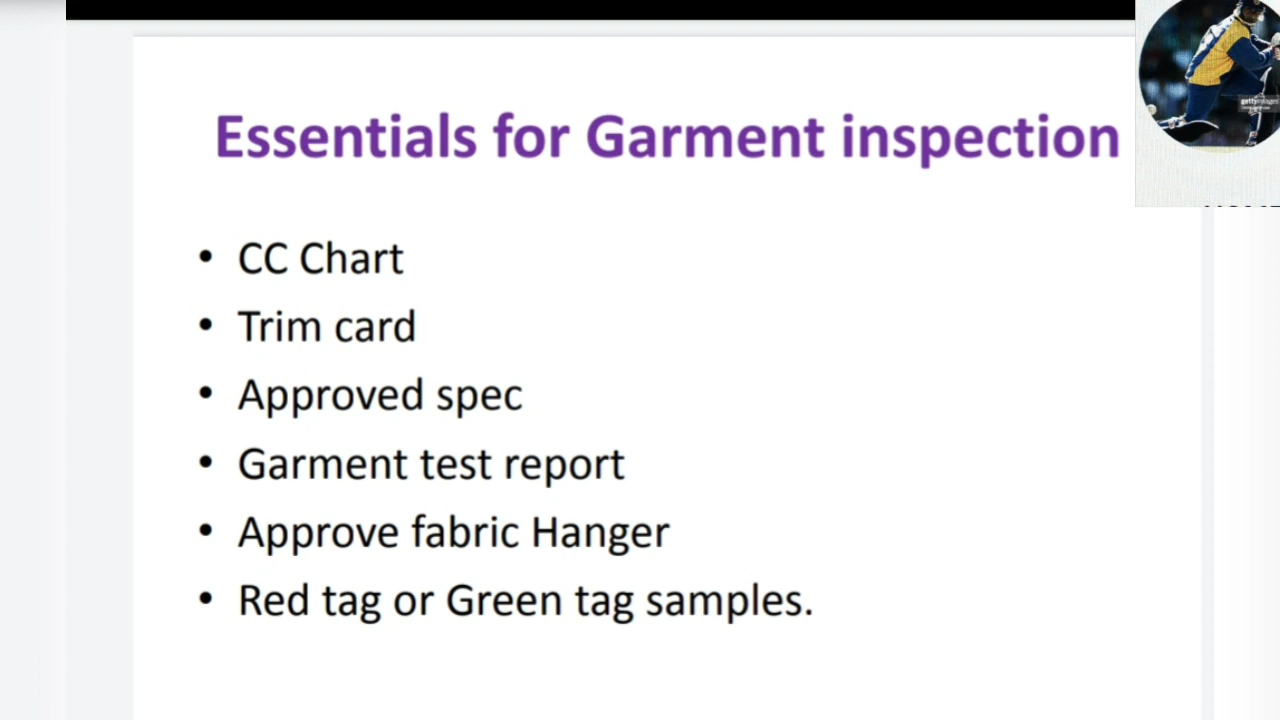 Essentials for Garment inspection
gettyimages
• CC Chart
• Trim card
• Approved spec
• Garment test report
• Approve fabric Hanger
• Red tag or Green tag samples.